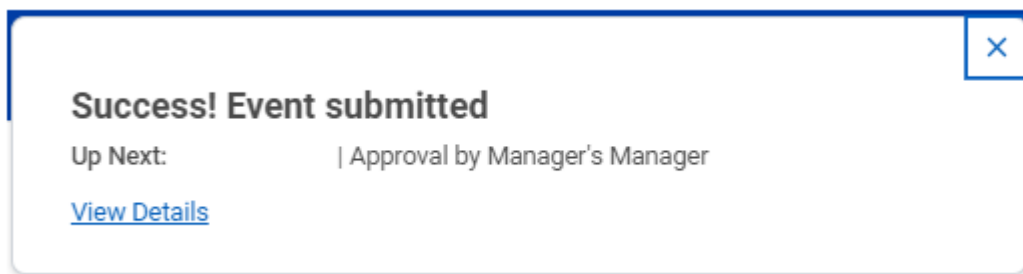 Success! Event submitted
Up Next: | Approval by Manager's Manager
View Details